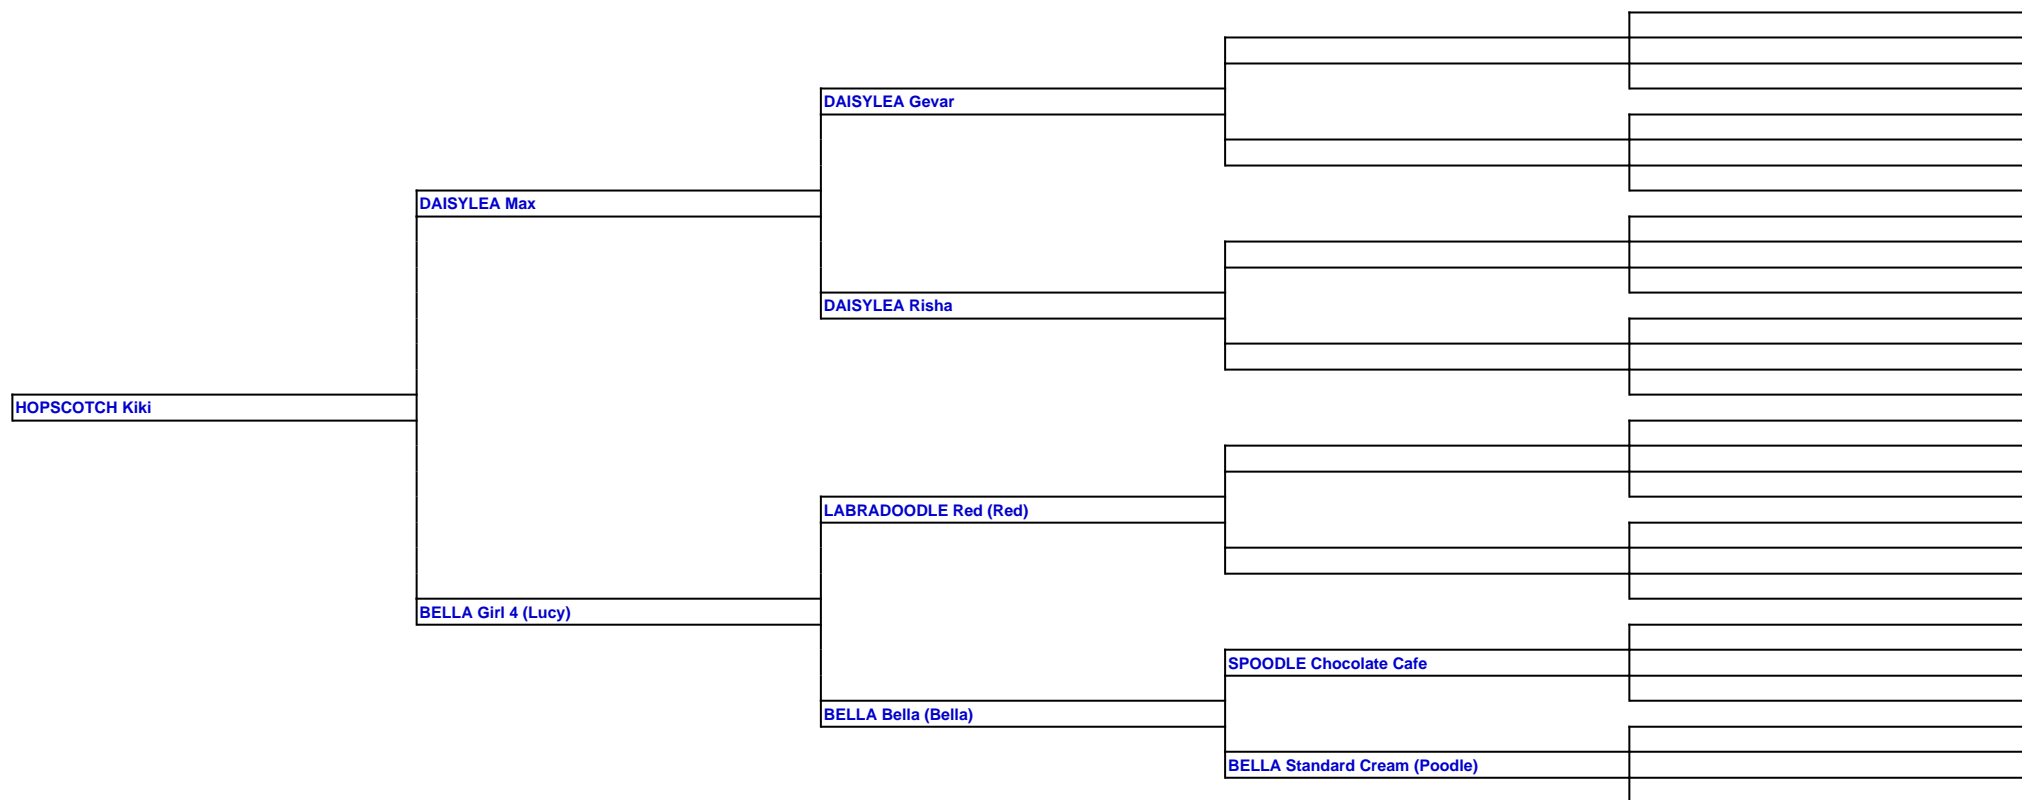 DAISYLEA Gevar
DAISYLEA Max
DAISYLEA Risha
HOPSCOTCH Kiki
LABRADOODLE Red (Red)
BELLA Girl 4 (Lucy)
SPOODLE Chocolate Cafe
BELLA Bella (Bella)
BELLA Standard Cream (Poodle)